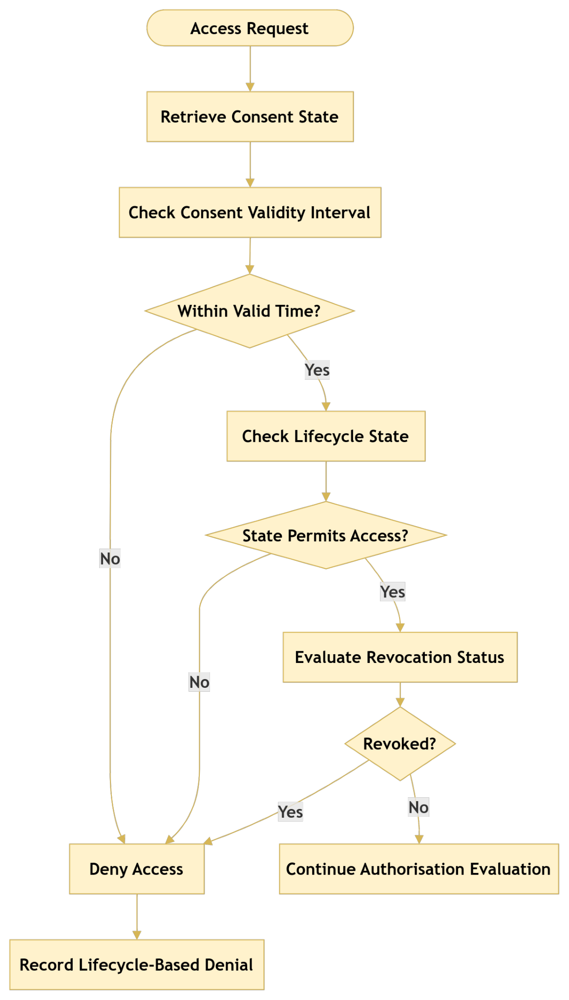 Access Request
Retrieve Consent State
Check Consent Validity Interval
Within Valid Time?
Yes
Check Lifecycle State
State Permits Access?
No
Yes
Evaluate Revocation Status
No
Revoked?
Yes
No
Deny Access
Continue Authorisation Evaluation
Record Lifecycle-Based Denial